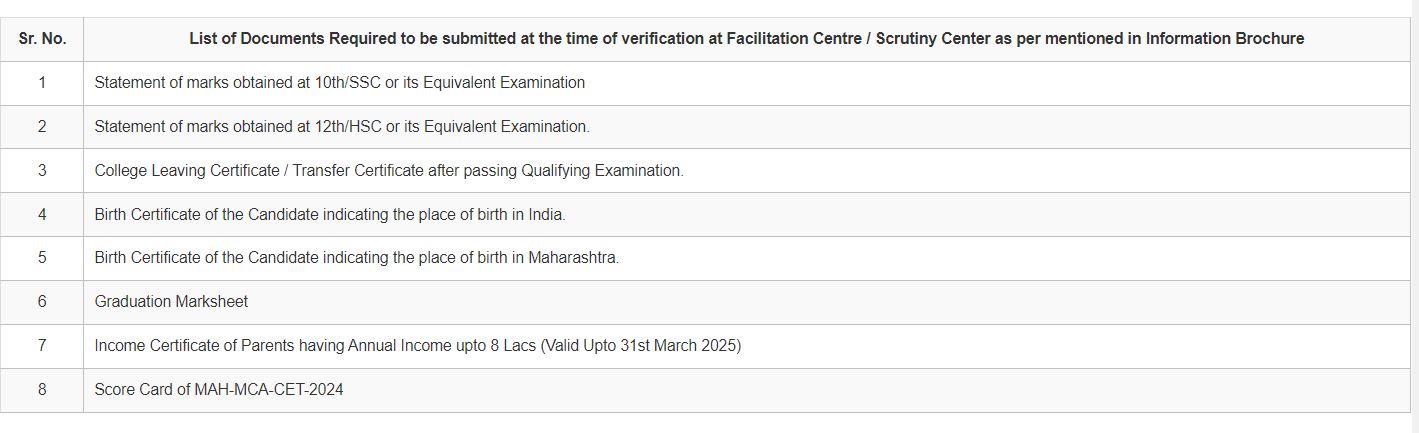 Sr. No. List of Documents Required to be submitted at the time of verification at Facilitation Centre / Scrutiny Center as per mentioned in Information Brochure
1 Statement of marks obtained at 10th/SSC or its Equivalent Examination
2 Statement of marks obtained at 12th/HSC or its Equivalent Examination.
3 College Leaving Certificate / Transfer Certificate after passing Qualifying Examination.
4 Birth Certificate of the Candidate indicating the place of birth in India.
5 Birth Certificate of the Candidate indicating the place of birth in Maharashtra.
6 Graduation Marksheet
7 Income Certificate of Parents having Annual Income upto 8 Lacs (Valid Upto 31st March 2025)
8 Score Card of MAH-MCA-CET-2024